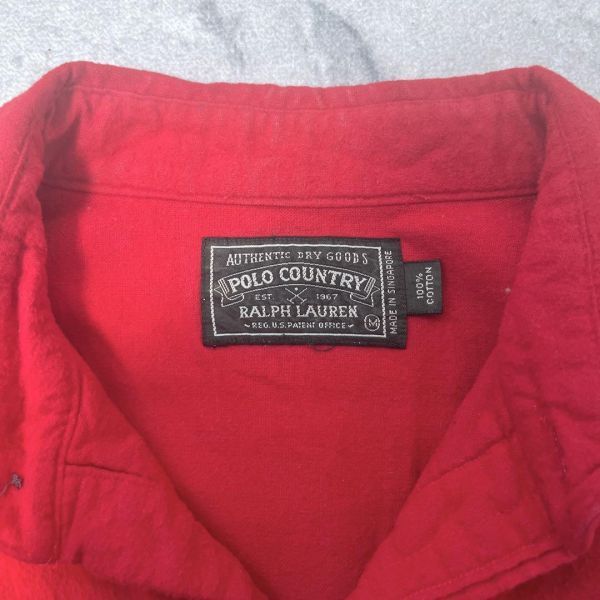 AUTHENTIC DRY GOODS
POLO COUNTRY
EST. 1967
RALPH LAUREN
REG. U.S. PATENT OFFICE
M
MADE IN SINGAPORE
100%
COTTON